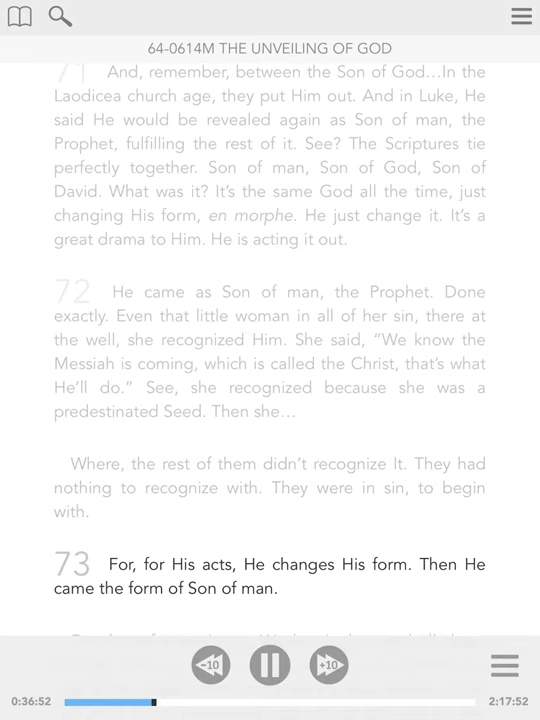 64-0614M THE UNVEILING OF GOD
71 And, remember, between the Son of God…In the
Laodicea church age, they put Him out. And in Luke, He
said He would be revealed again as Son of man, the
Prophet, fulfilling the rest of it. See? The Scriptures tie
perfectly together. Son of man, Son of God, Son of
David. What was it? It’s the same God all the time, just
changing His form, en morphe. He just change it. It’s a
great drama to Him. He is acting it out.
72 He came as Son of man, the Prophet. Done
exactly. Even that little woman in all of her sin, there at
the well, she recognized Him. She said, “We know the
Messiah is coming, which is called the Christ, that’s what
He’ll do.” See, she recognized because she was a
predestinated Seed. Then she…
Where, the rest of them didn’t recognize It. They had
nothing to recognize with. They were in sin, to begin
with.
73 For, for His acts, He changes His form. Then He
came the form of Son of man.
-10
+10
0:36:52
2:17:52